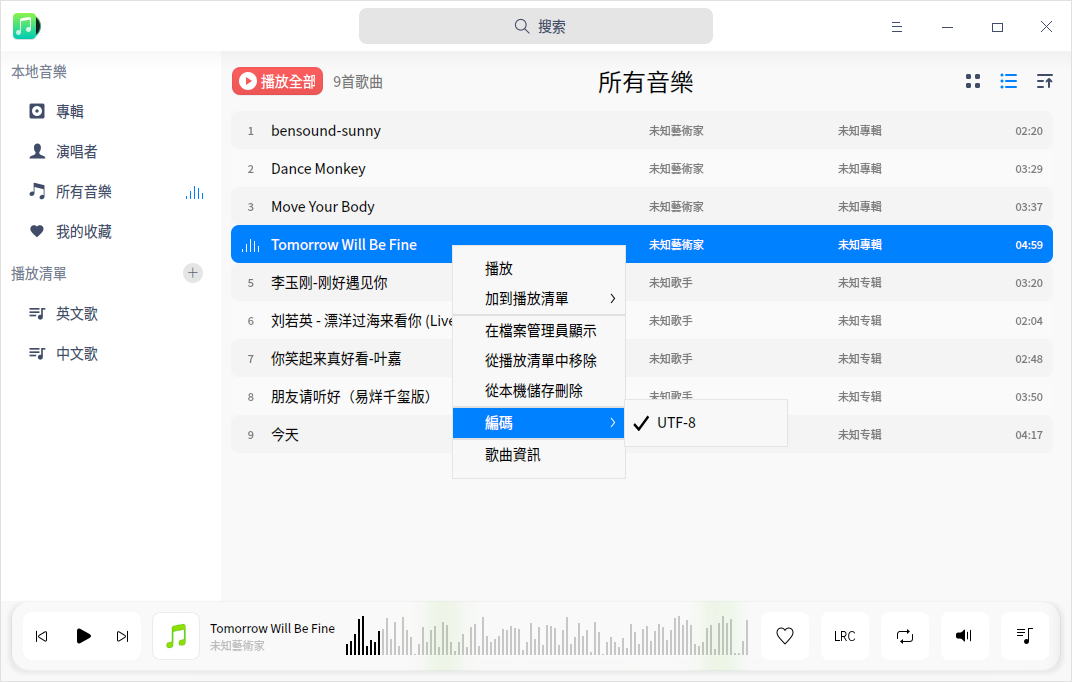 搜索
本地音樂
專輯
演唱者
所有音樂
我的收藏
播放清單
英文歌
中文歌
播放全部 9首歌曲 所有音樂
1 bensound-sunny 未知藝術家 未知專輯 02:20
2 Dance Monkey 未知藝術家 未知專輯 03:29
3 Move Your Body 未知藝術家 未知專輯 03:37
Tomorrow Will Be Fine 未知藝術家 未知專輯 04:59
5 李玉刚-刚好遇见你 未知歌手 未知专辑 03:20
6 刘若英 - 漂洋过海来看你 (Live 未知歌手 未知专辑 02:04
7 你笑起来真好看-叶嘉 未知歌手 未知专辑 02:48
8 朋友请听好（易烊千玺版） 未知歌手 未知专辑 03:50
9 今天 未知专辑 04:17
播放
加到播放清單
在檔案管理員顯示
從播放清單中移除
從本機儲存刪除
編碼
歌曲資訊
UTF-8
Tomorrow Will Be Fine
未知藝術家
LRC